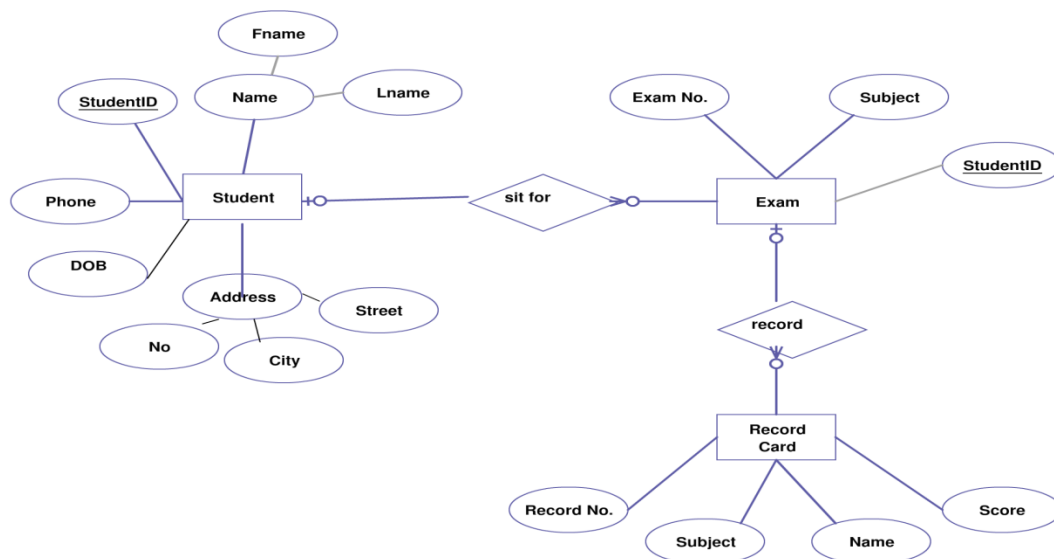 Fname
Name
Lname
StudentID
Phone
Student
DOB
Address
Street
No
City
sit for
Exam No.
Subject
StudentID
Exam
record
Record
Card
Record No.
Subject
Name
Score